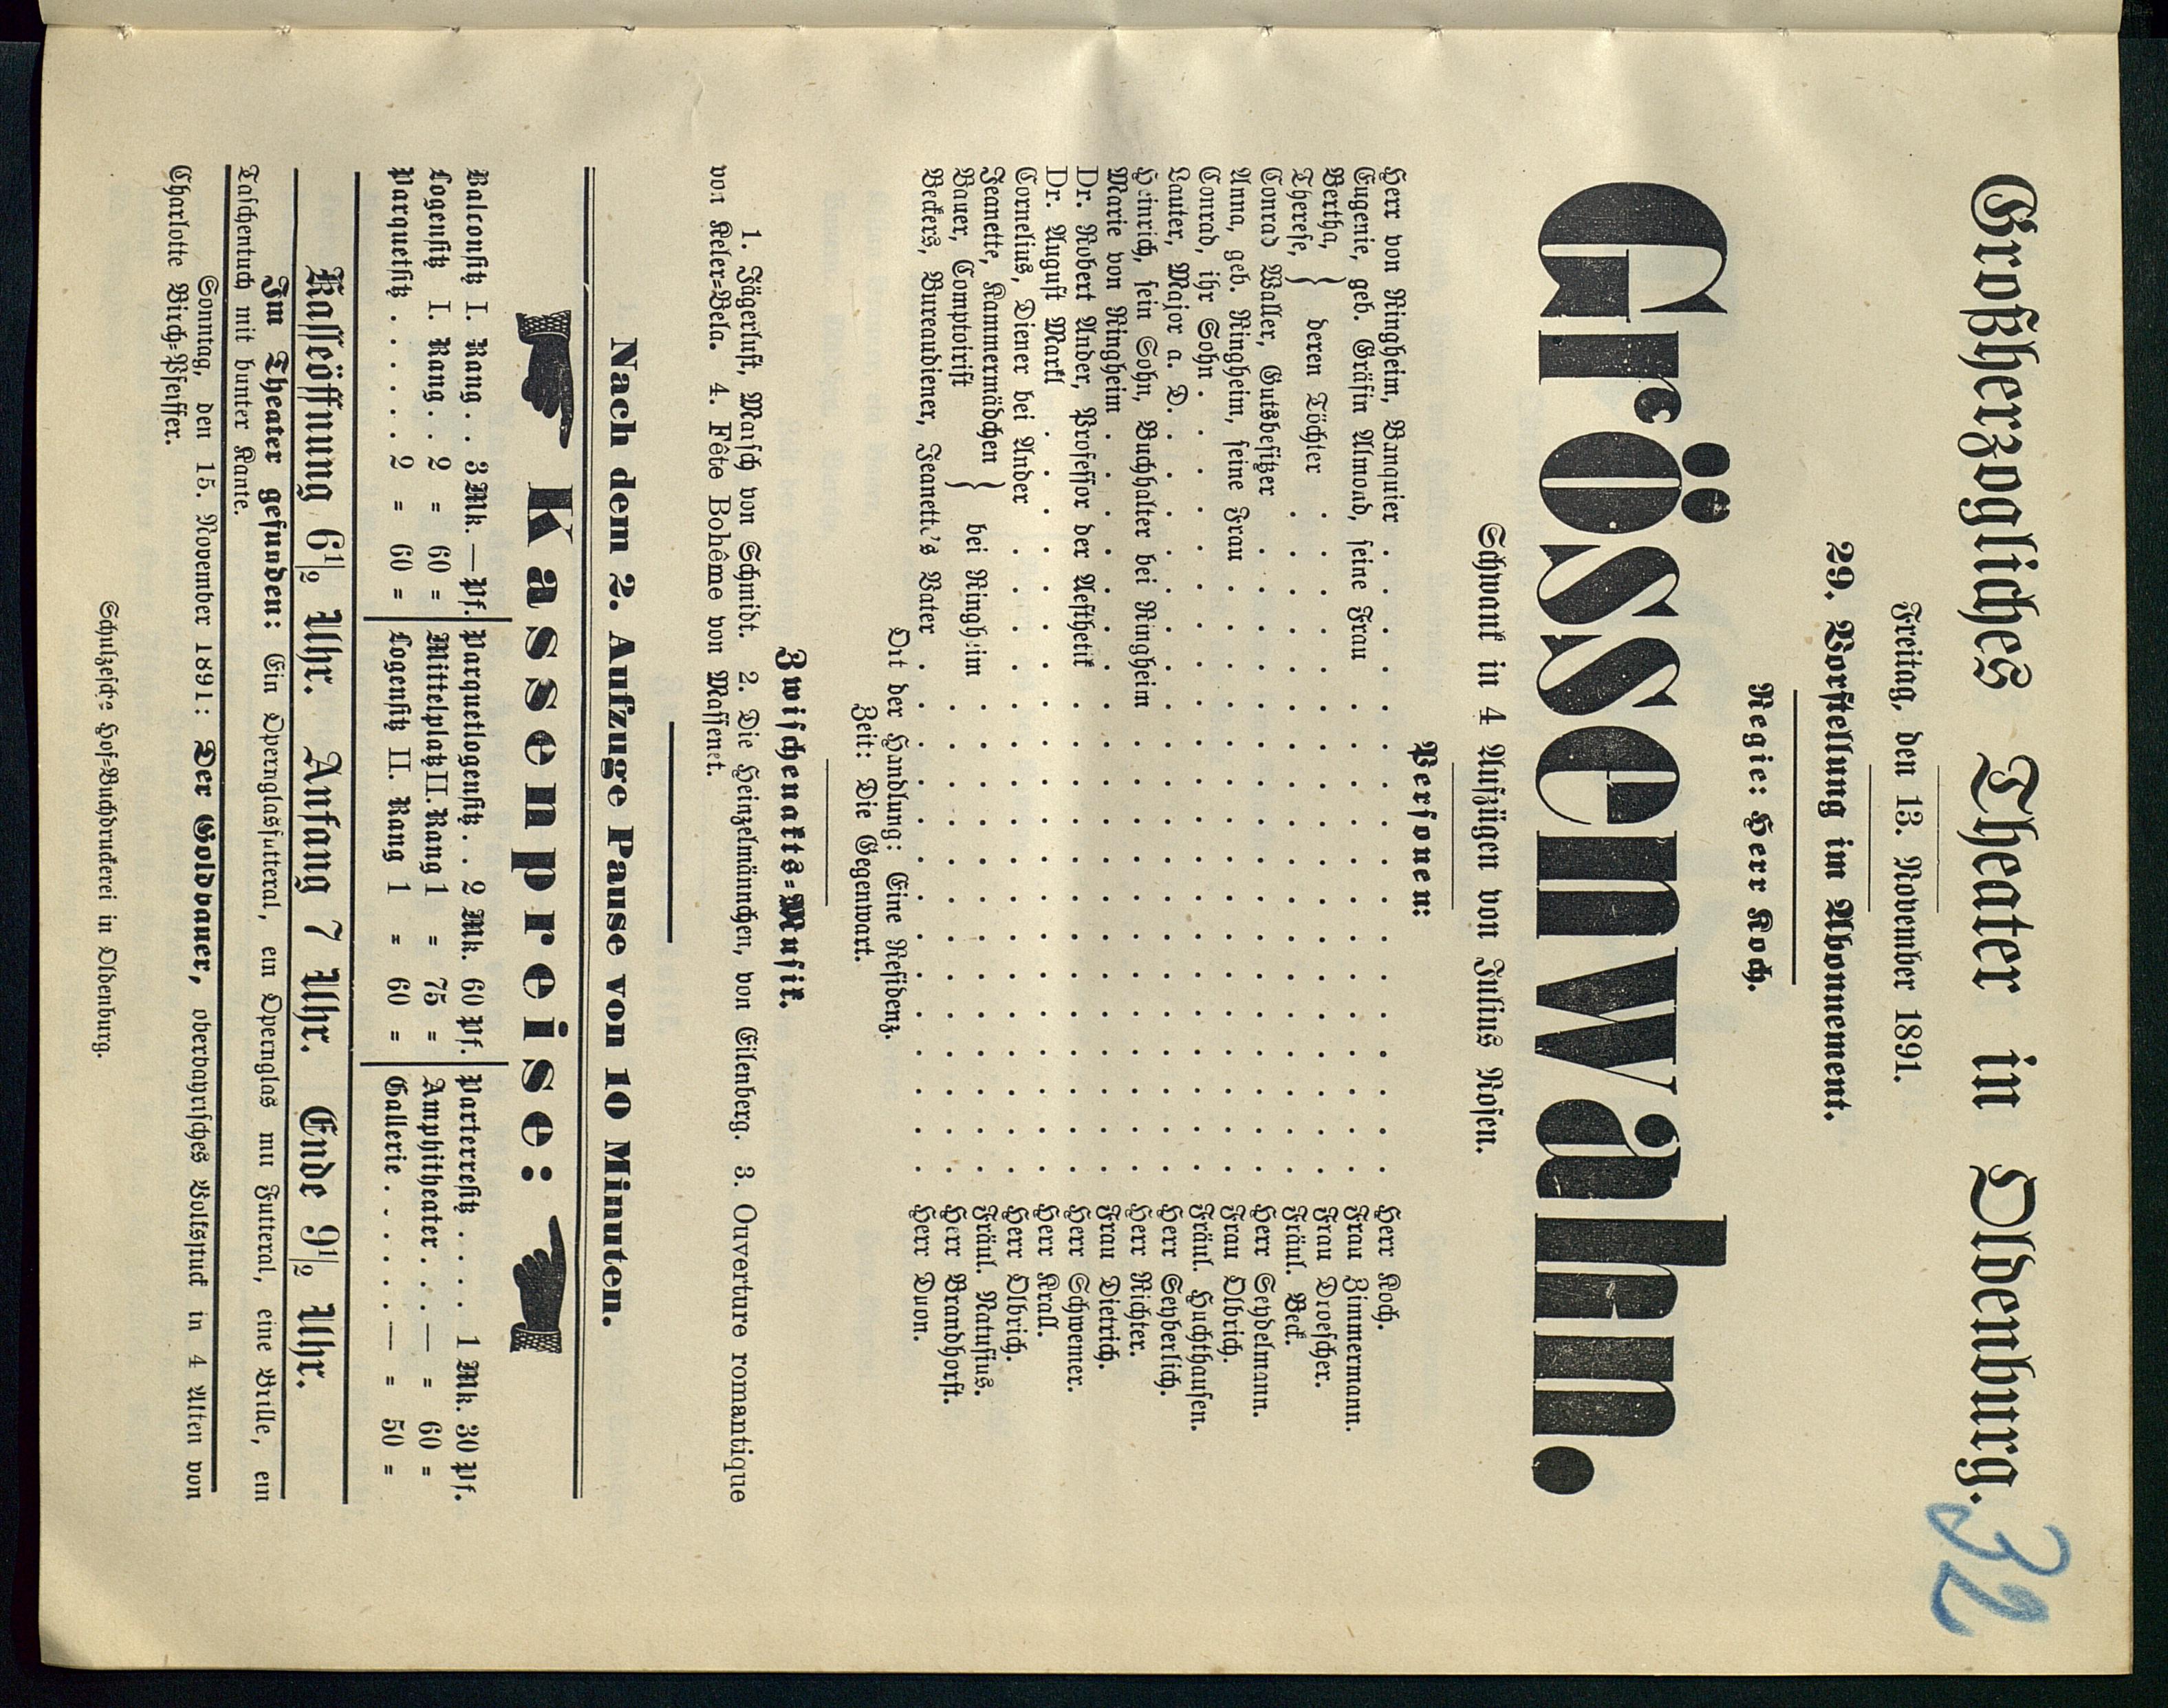 32
Großherzogliches Theater in Oldenburg.
Freitag, den 13. November 1891.
29. Vorstellung im Abonnement.
Regie: Herr Koch.
Grössenwahn.
Schwank in 4 Aufzügen von Julius Rosen.
Personen:
Herr von Ringheim, Banquier . . . . . . . . . . Herr Koch.
Eugenie, geb. Gräfin Almond, seine Frau . . . . . . . . . . Frau Zimmermann.
Bertha, } deren Töchter . . . . . . . . . . Frau Droescher.
Therese, } . . . . . . . . . . Fräul. Beck.
Conrad Waller, Gutsbesitzer . . . . . . . . . . Herr Seydelmann.
Anna, geb. Ringheim, seine Frau . . . . . . . . . . Frau Olbrich.
Conrad, ihr Sohn . . . . . . . . . . Fräul. Huchthausen.
Lauter, Major a. D. . . . . . . . . . . Herr Seyberlich.
Heinrich, sein Sohn, Buchhalter bei Ringheim . . . . . . . . . . Herr Richter.
Marie von Ringheim . . . . . . . . . . Frau Dietrich.
Dr. Robert Ander, Professor der Aesthetik . . . . . . . . . . Herr Schwemer.
Dr. August Markl . . . . . . . . . . Herr Krall.
Cornelius, Diener bei Ander . . . . . . . . . . Herr Olbrich.
Jeanette, Kammermädchen } bei Ringheim . . . . . . . . . . Fräul. Natusius.
Bauer, Comptoirist } . . . . . . . . . . Herr Brandhorst.
Beckers, Bureaudiener, Jeanett's Vater . . . . . . . . . . Herr Duon.
Ort der Handlung: Eine Residenz.
Zeit: Die Gegenwart.
Zwischenakts-Musik.
1. Jägerlust, Marsch von Schmidt. 2. Die Heinzelmännchen, von Eilenberg. 3. Ouverture romantique
von Keler-Bela. 4. Fête Bohême von Massenet.
Nach dem 2. Aufzuge Pause von 10 Minuten.
Kassenpreise:
Balconsitz I. Rang . . 3 Mk. — Pf. Parquetlogensitz . . 2 Mk. 60 Pf. Parterresitz . . . . 1 Mk. 30 Pf.
Logensitz I. Rang . . 2 = 60 = Mittelplatz II. Rang 1 = 75 = Amphitheater . . . — = 60 =
Parquetsitz . . . . . . 2 = 60 = Logensitz II. Rang 1 = 60 = Gallerie . . . . . . — = 50 =
Kasseöffnung 6 1/2 Uhr. Anfang 7 Uhr. Ende 9 1/2 Uhr.
Im Theater gefunden: Ein Opernglasfutteral, ein Opernglas mit Futteral, eine Brille, ein
Taschentuch mit bunter Kante.
Sonntag, den 15. November 1891: Der Goldbauer, oberbayrisches Volksstück in 4 Akten von
Charlotte Birch-Pfeiffer.
Schulzesche Hof-Buchdruckerei in Oldenburg.